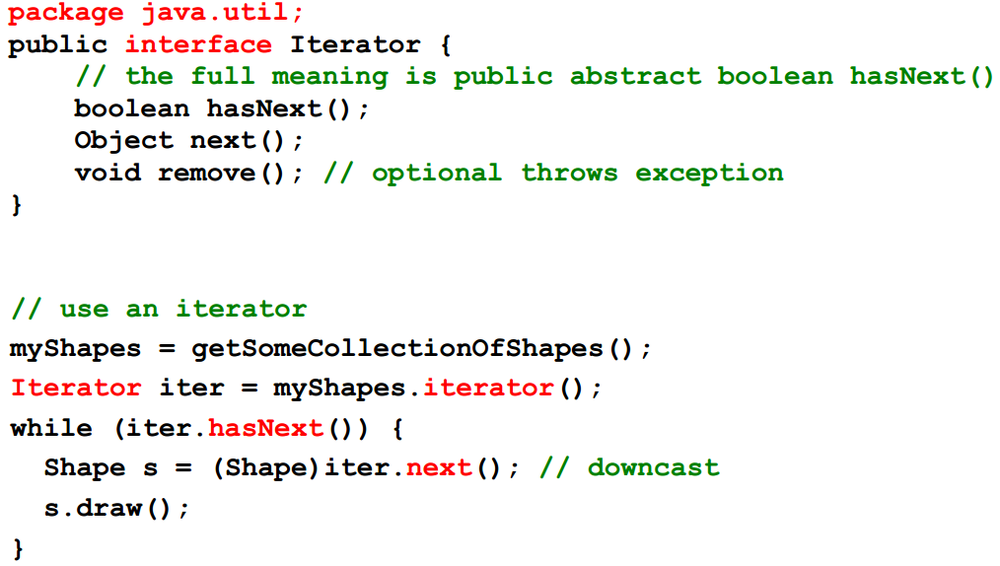 package java.util;
public interface Iterator {
    // the full meaning is public abstract boolean hasNext()
    boolean hasNext();
    Object next();
    void remove(); // optional throws exception
}
// use an iterator
myShapes = getSomeCollectionOfShapes();
Iterator iter = myShapes.iterator();
while (iter.hasNext()) {
  Shape s = (Shape)iter.next(); // downcast
  s.draw();
}